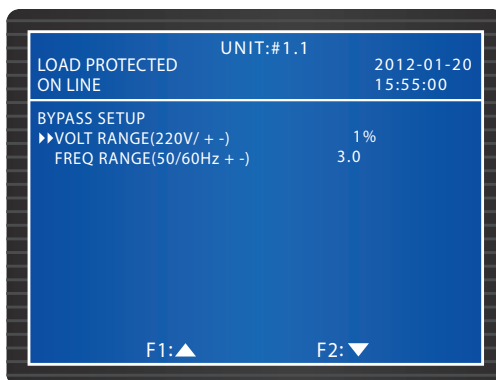 UNIT:#1.1
LOAD PROTECTED 2012-01-20
ON LINE 15:55:00
BYPASS SETUP
▶▶VOLT RANGE(220V/ + -) 1%
FREQ RANGE(50/60Hz + -) 3.0
F1:▲ F2:▼